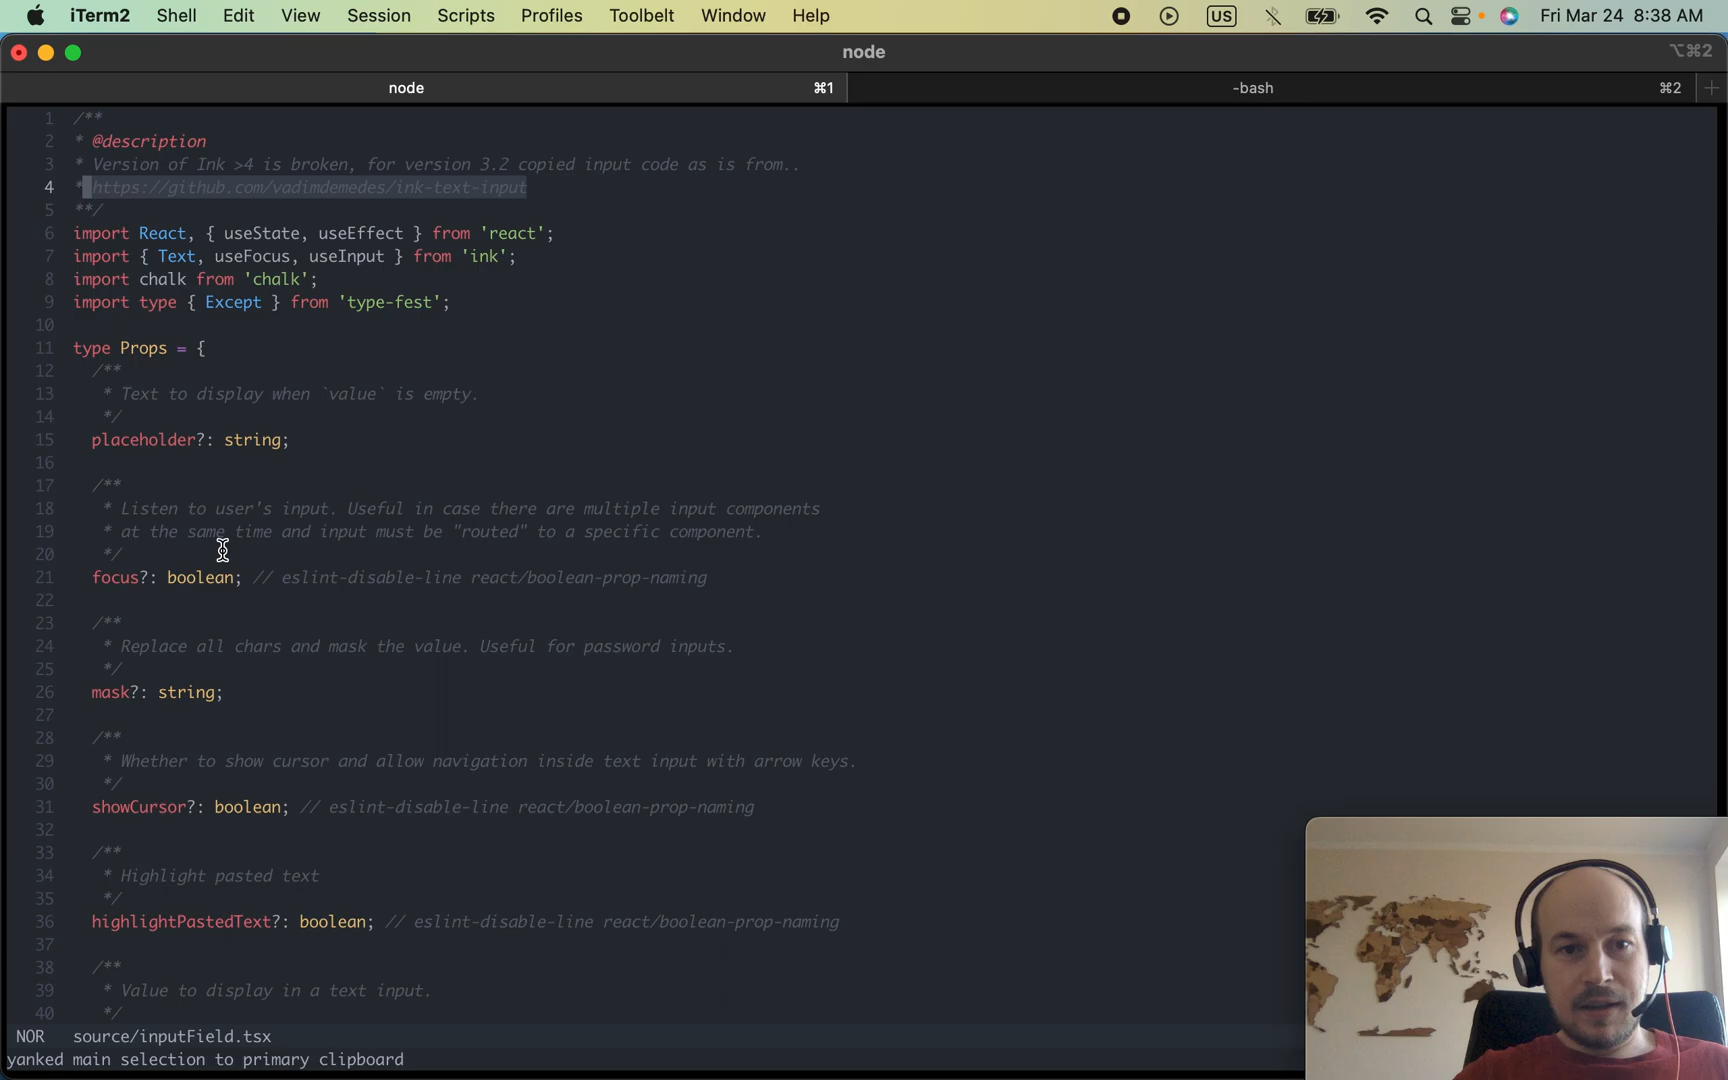 iTerm2 Shell Edit View Session Scripts Profiles Toolbelt Window Help US Fri Mar 24 8:38 AM
node ⌥⌘2
node ⌘1 -bash ⌘2
1 /**
2 * @description
3 * Version of Ink >4 is broken, for version 3.2 copied input code as is from..
4 * https://github.com/vadimdemedes/ink-text-input
5 **/
6 import React, { useState, useEffect } from 'react';
7 import { Text, useFocus, useInput } from 'ink';
8 import chalk from 'chalk';
9 import type { Except } from 'type-fest';
10
11 type Props = {
12 /**
13 * Text to display when `value` is empty.
14 */
15 placeholder?: string;
16
17 /**
18 * Listen to user's input. Useful in case there are multiple input components
19 * at the same time and input must be "routed" to a specific component.
20 */
21 focus?: boolean; // eslint-disable-line react/boolean-prop-naming
22
23 /**
24 * Replace all chars and mask the value. Useful for password inputs.
25 */
26 mask?: string;
27
28 /**
29 * Whether to show cursor and allow navigation inside text input with arrow keys.
30 */
31 showCursor?: boolean; // eslint-disable-line react/boolean-prop-naming
32
33 /**
34 * Highlight pasted text
35 */
36 highlightPastedText?: boolean; // eslint-disable-line react/boolean-prop-naming
37
38 /**
39 * Value to display in a text input.
40 */
NOR source/inputField.tsx
yanked main selection to primary clipboard